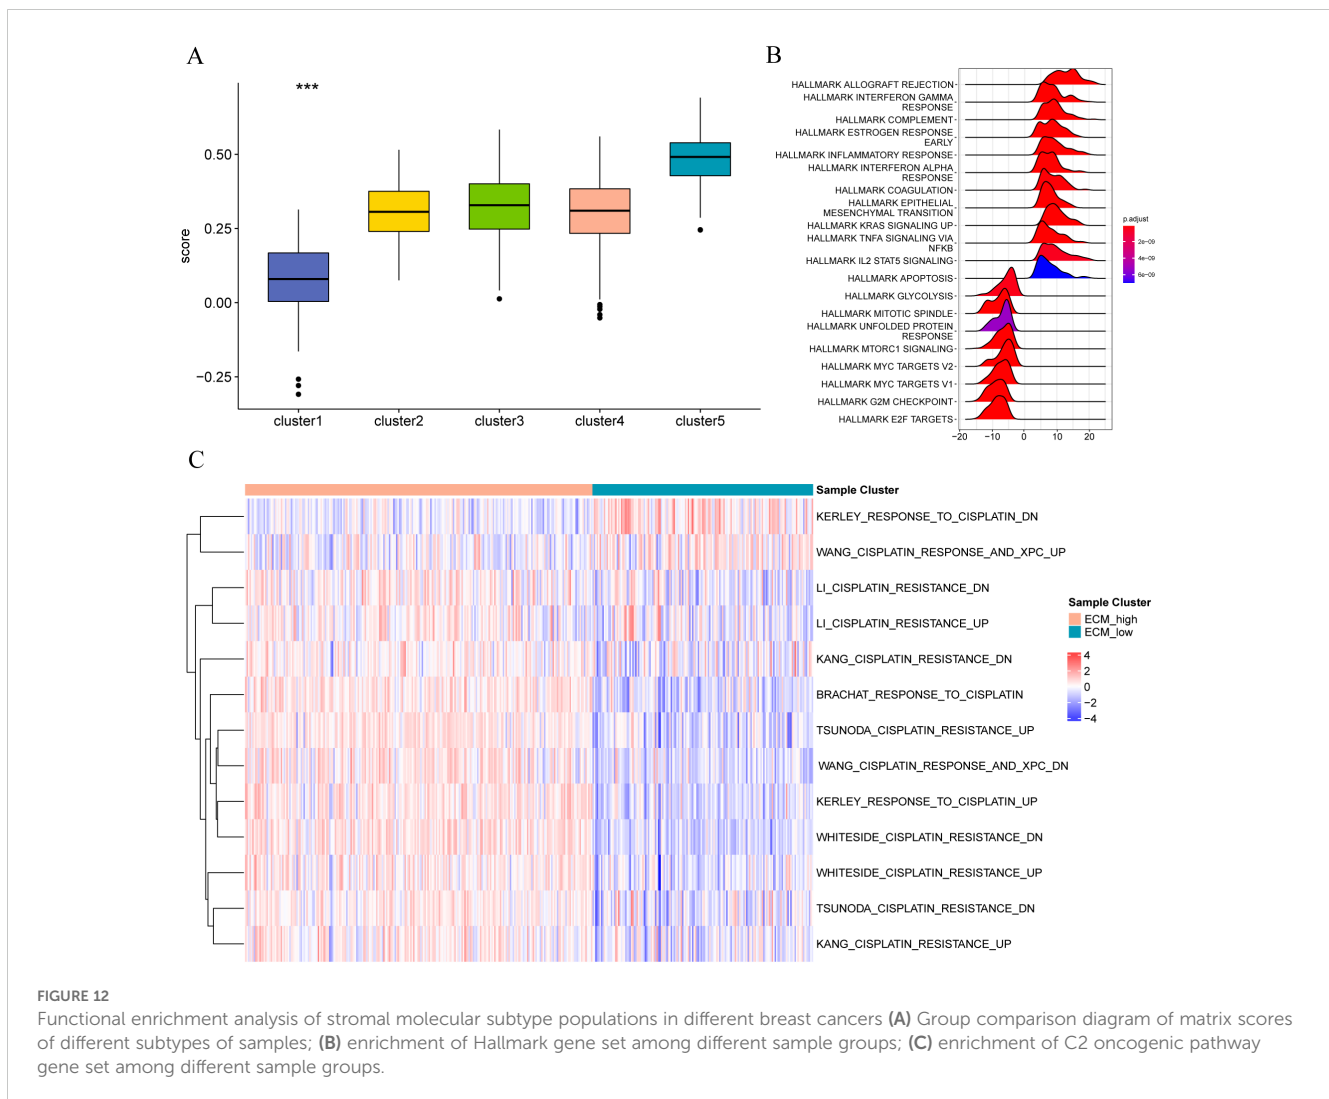 A
***
0.50
0.25
0.00
−0.25
score
cluster1
cluster2
cluster3
cluster4
cluster5
B
HALLMARK ALLOGRAFT REJECTION
HALLMARK INTERFERON GAMMA
RESPONSE
HALLMARK COMPLEMENT
HALLMARK ESTROGEN RESPONSE
EARLY
HALLMARK INFLAMMATORY RESPONSE
HALLMARK INTERFERON ALPHA
RESPONSE
HALLMARK COAGULATION
HALLMARK EPITHELIAL
MESENCHYMAL TRANSITION
HALLMARK KRAS SIGNALING UP
HALLMARK TNFA SIGNALING VIA
NFKB
HALLMARK IL2 STAT5 SIGNALING
HALLMARK APOPTOSIS
HALLMARK GLYCOLYSIS
HALLMARK MITOTIC SPINDLE
HALLMARK UNFOLDED PROTEIN
RESPONSE
HALLMARK MTORC1 SIGNALING
HALLMARK MYC TARGETS V2
HALLMARK MYC TARGETS V1
HALLMARK G2M CHECKPOINT
HALLMARK E2F TARGETS
−20 −10 0 10 20
p.adjust
2e−09
4e−09
6e−09
C
Sample Cluster
KERLEY_RESPONSE_TO_CISPLATIN_DN
WANG_CISPLATIN_RESPONSE_AND_XPC_UP
LI_CISPLATIN_RESISTANCE_DN
LI_CISPLATIN_RESISTANCE_UP
KANG_CISPLATIN_RESISTANCE_DN
BRACHAT_RESPONSE_TO_CISPLATIN
TSUNODA_CISPLATIN_RESISTANCE_UP
WANG_CISPLATIN_RESPONSE_AND_XPC_DN
KERLEY_RESPONSE_TO_CISPLATIN_UP
WHITESIDE_CISPLATIN_RESISTANCE_DN
WHITESIDE_CISPLATIN_RESISTANCE_UP
TSUNODA_CISPLATIN_RESISTANCE_DN
KANG_CISPLATIN_RESISTANCE_UP
Sample Cluster
ECM_high
ECM_low
4
2
0
−2
−4
FIGURE 12
Functional enrichment analysis of stromal molecular subtype populations in different breast cancers (A) Group comparison diagram of matrix scores
of different subtypes of samples; (B) enrichment of Hallmark gene set among different sample groups; (C) enrichment of C2 oncogenic pathway
gene set among different sample groups.